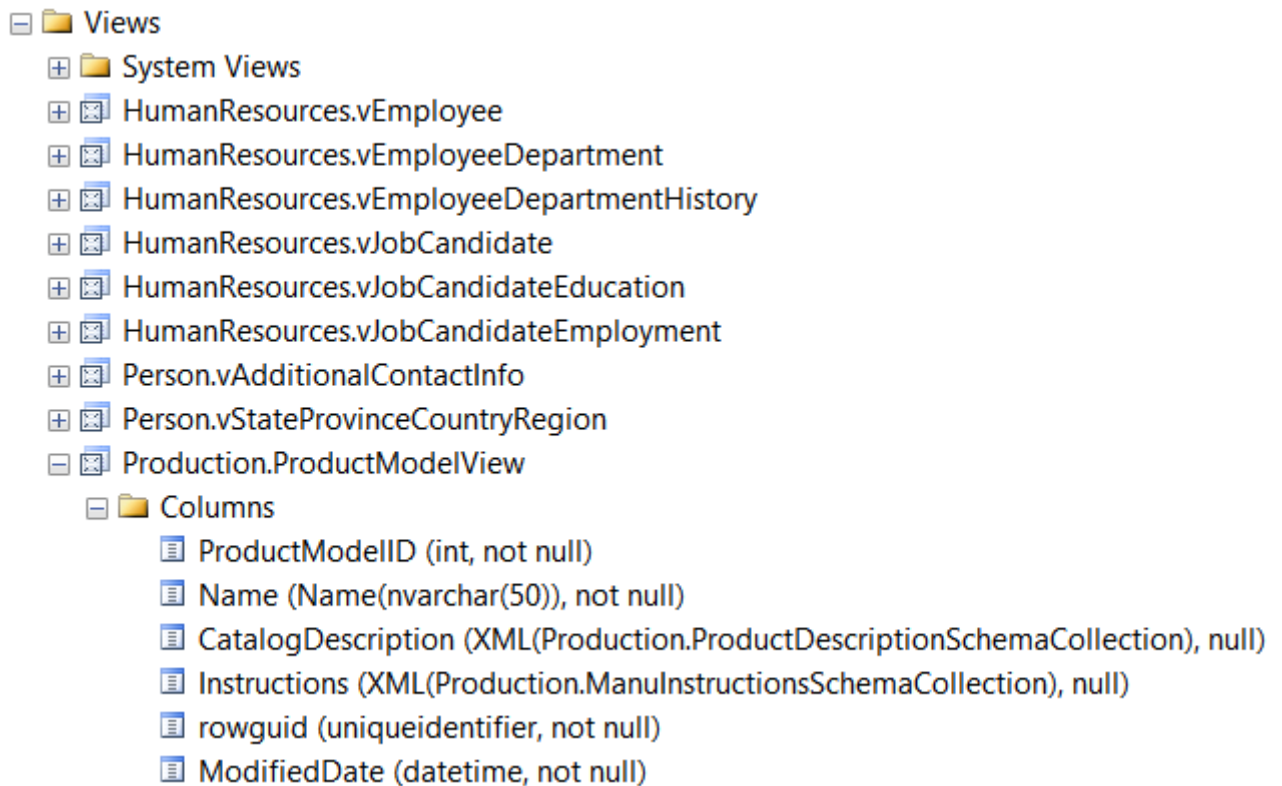 Views
System Views
HumanResources.vEmployee
HumanResources.vEmployeeDepartment
HumanResources.vEmployeeDepartmentHistory
HumanResources.vJobCandidate
HumanResources.vJobCandidateEducation
HumanResources.vJobCandidateEmployment
Person.vAdditionalContactInfo
Person.vStateProvinceCountryRegion
Production.ProductModelView
Columns
ProductModelID (int, not null)
Name (Name(nvarchar(50)), not null)
CatalogDescription (XML(Production.ProductDescriptionSchemaCollection), null)
Instructions (XML(Production.ManuInstructionsSchemaCollection), null)
rowguid (uniqueidentifier, not null)
ModifiedDate (datetime, not null)